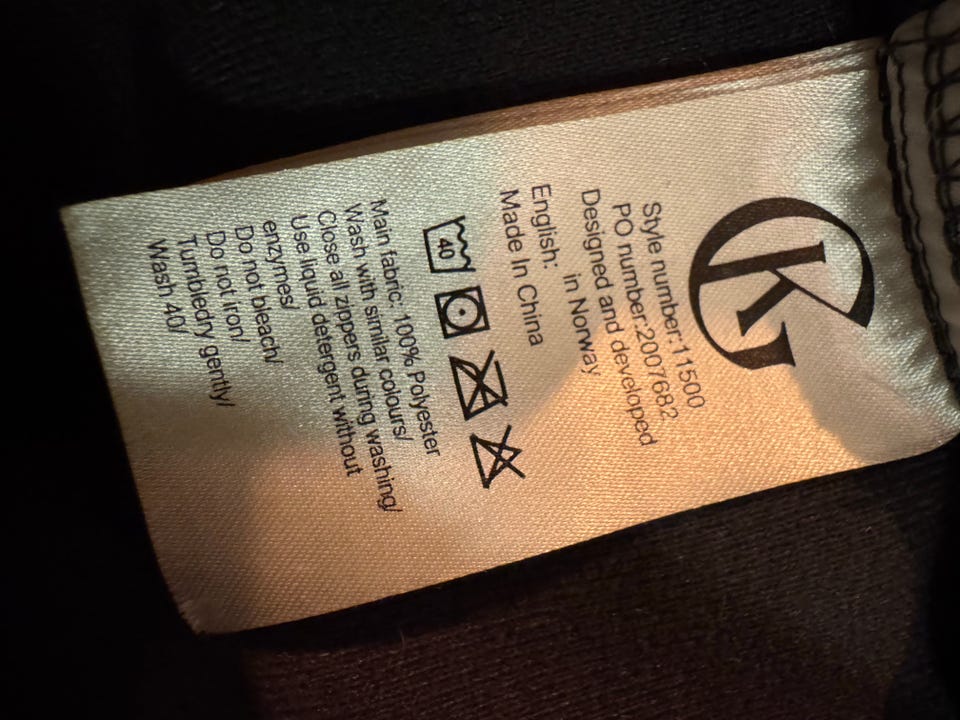 KG
Style number:11500
PO number:2007682
Designed and developed
in Norway
English:
Made In China
40
Main fabric: 100% Polyester
Wash with similar colours/
Close all zippers during washing/
Use liquid detergent without
enzymes/
Do not bleach/
Do not iron/
Tumbledry gently/
Wash 40/